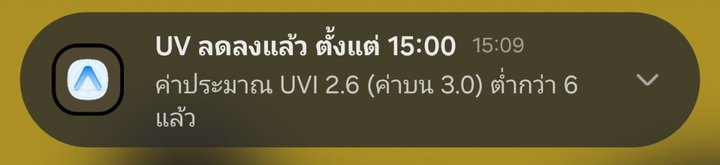 UV ลดลงแล้ว ตั้งแต่ 15:00 15:09
ค่าประมาณ UVI 2.6 (ค่าบน 3.0) ต่ำกว่า 6
แล้ว